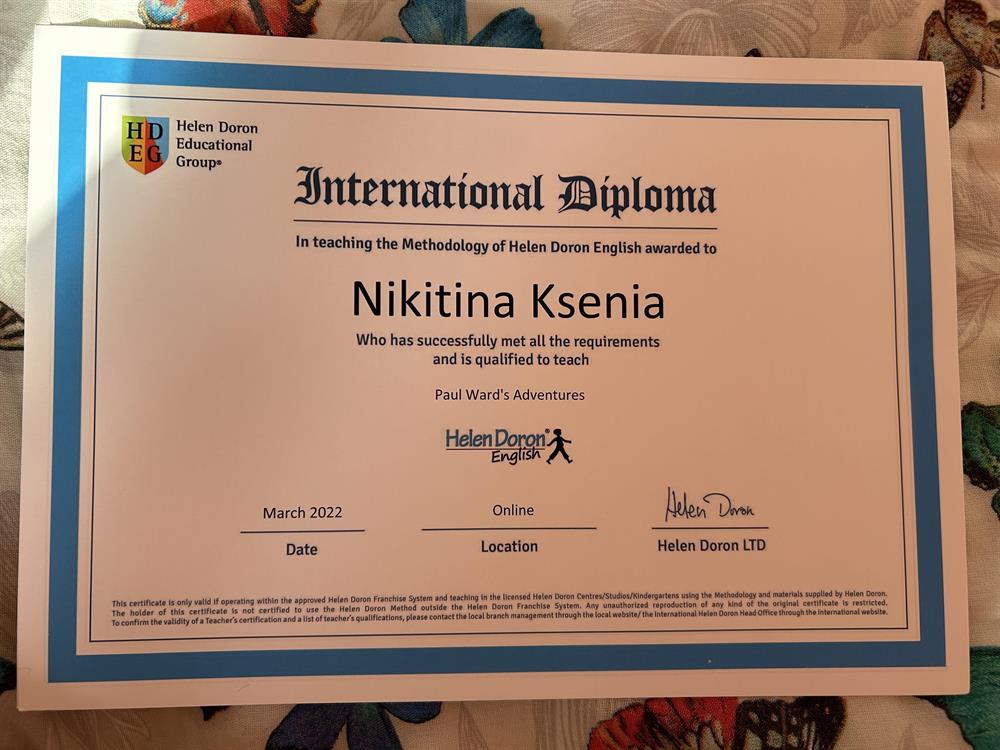 HD
EG
Helen Doron
Educational
Group®
International Diploma
In teaching the Methodology of Helen Doron English awarded to
Nikitina Ksenia
Who has successfully met all the requirements
and is qualified to teach
Paul Ward's Adventures
Helen Doron®
English
March 2022
Date
Online
Location
Helen Doron
Helen Doron LTD
This certificate is only valid if operating within the approved Helen Doron Franchise System and teaching in the licensed Helen Doron Centres/Studios/Kindergartens using the Methodology and materials supplied by Helen Doron.
The holder of this certificate is not certified to use the Helen Doron Method outside the Helen Doron Franchise System. Any unauthorized reproduction of any kind of the original certificate is restricted.
To confirm the validity of a Teacher's certification and a list of teacher's qualifications, please contact the local branch management through the local website/ the International Helen Doron Head Office through the international website.